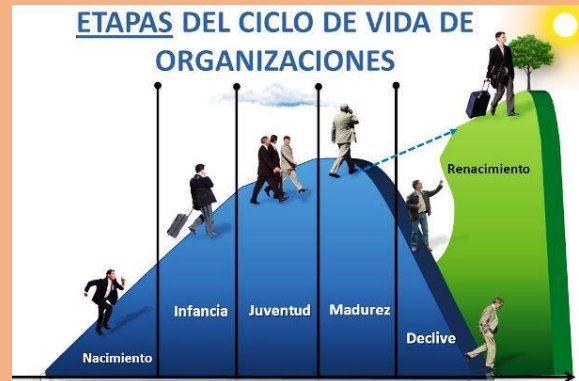 ETAPAS DEL CICLO DE VIDA DE
ORGANIZACIONES
Nacimiento
Infancia
Juventud
Madurez
Declive
Renacimiento